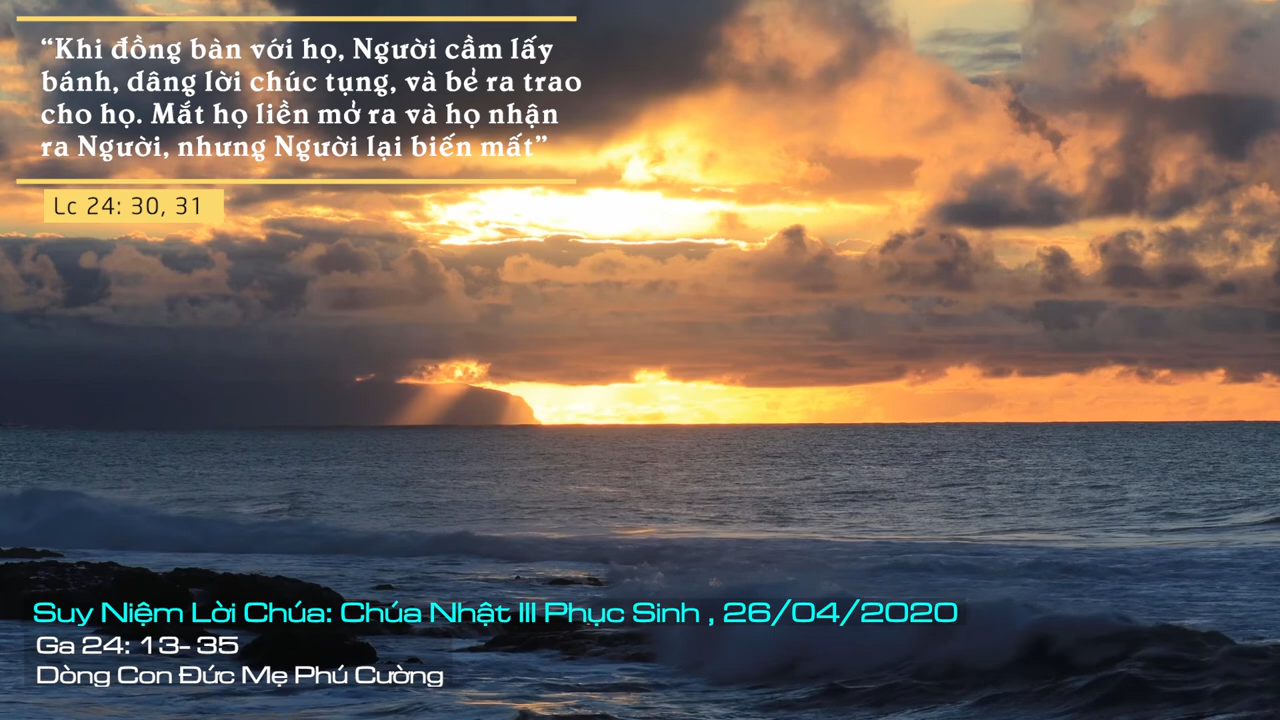 “Khi đồng bàn với họ, Người cầm lấy
bánh, dâng lời chúc tụng, và bẻ ra trao
cho họ. Mắt họ liền mở ra và họ nhận
ra Người, nhưng Người lại biến mất”
Lc 24: 30, 31
Suy Niệm Lời Chúa: Chúa Nhật III Phục Sinh , 26/04/2020
Ga 24: 13- 35
Dòng Con Đức Mẹ Phú Cường